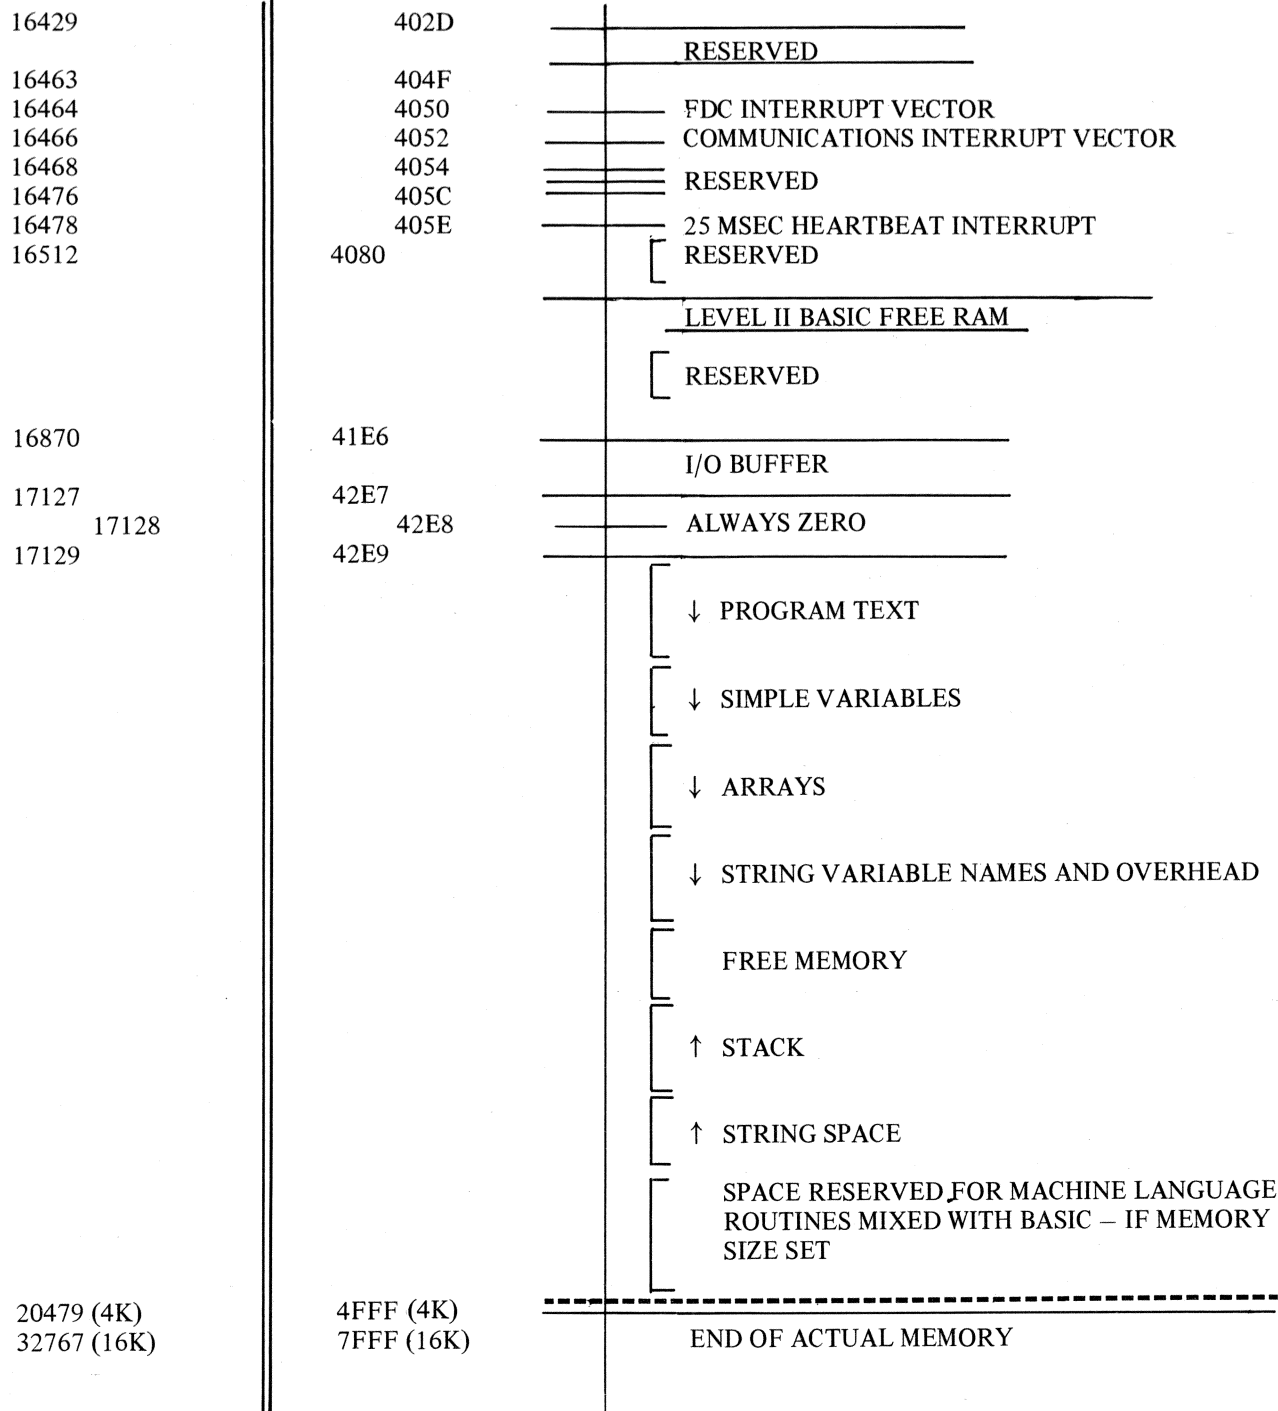 16429 402D
RESERVED
16463 404F
16464 4050 FDC INTERRUPT VECTOR
16466 4052 COMMUNICATIONS INTERRUPT VECTOR
16468 4054
RESERVED
16476 405C
16478 405E 25 MSEC HEARTBEAT INTERRUPT
16512 4080 RESERVED
LEVEL II BASIC FREE RAM
RESERVED
16870 41E6
I/O BUFFER
17127 42E7
17128 42E8 ALWAYS ZERO
17129 42E9
↓ PROGRAM TEXT
↓ SIMPLE VARIABLES
↓ ARRAYS
↓ STRING VARIABLE NAMES AND OVERHEAD
FREE MEMORY
↑ STACK
↑ STRING SPACE
SPACE RESERVED FOR MACHINE LANGUAGE
ROUTINES MIXED WITH BASIC – IF MEMORY
SIZE SET
20479 (4K) 4FFF (4K)
32767 (16K) 7FFF (16K) END OF ACTUAL MEMORY